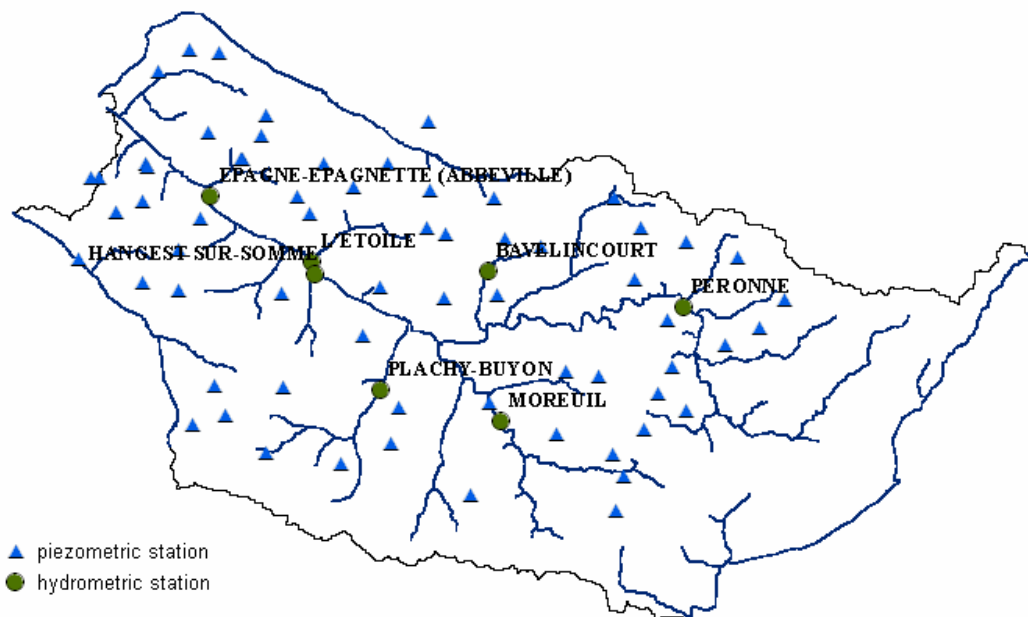 EPAGNE-EPAGNETTE (ABBEVILLE)
L'ETOILE
HANGEST-SUR-SOMME
BAVELINCOURT
PERONNE
PLACHY-BUYON
MOREUIL
piezometric station
hydrometric station